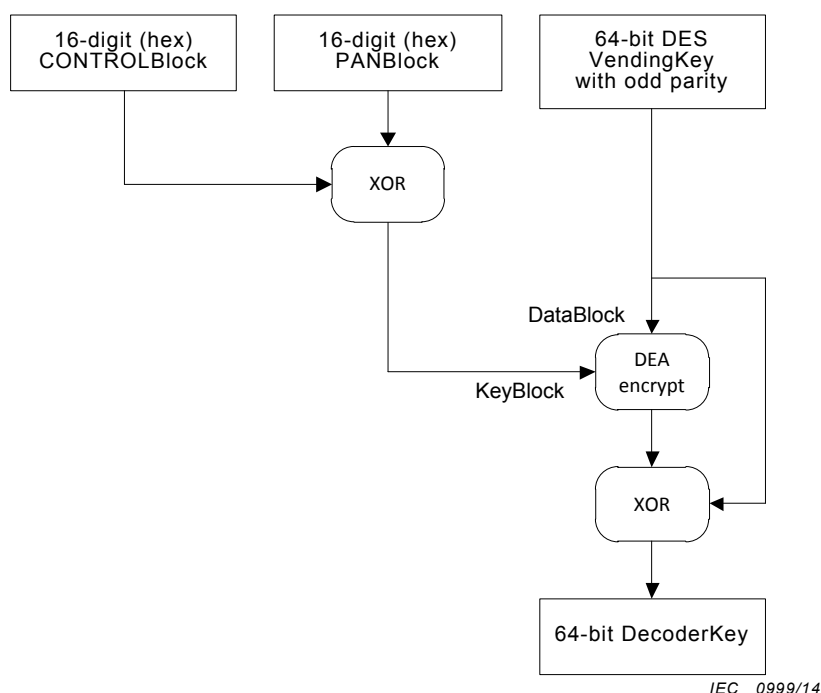 16-digit (hex)
CONTROLBlock
16-digit (hex)
PANBlock
64-bit DES
VendingKey
with odd parity
XOR
DataBlock
DEA
encrypt
KeyBlock
XOR
64-bit DecoderKey
IEC 0999/14